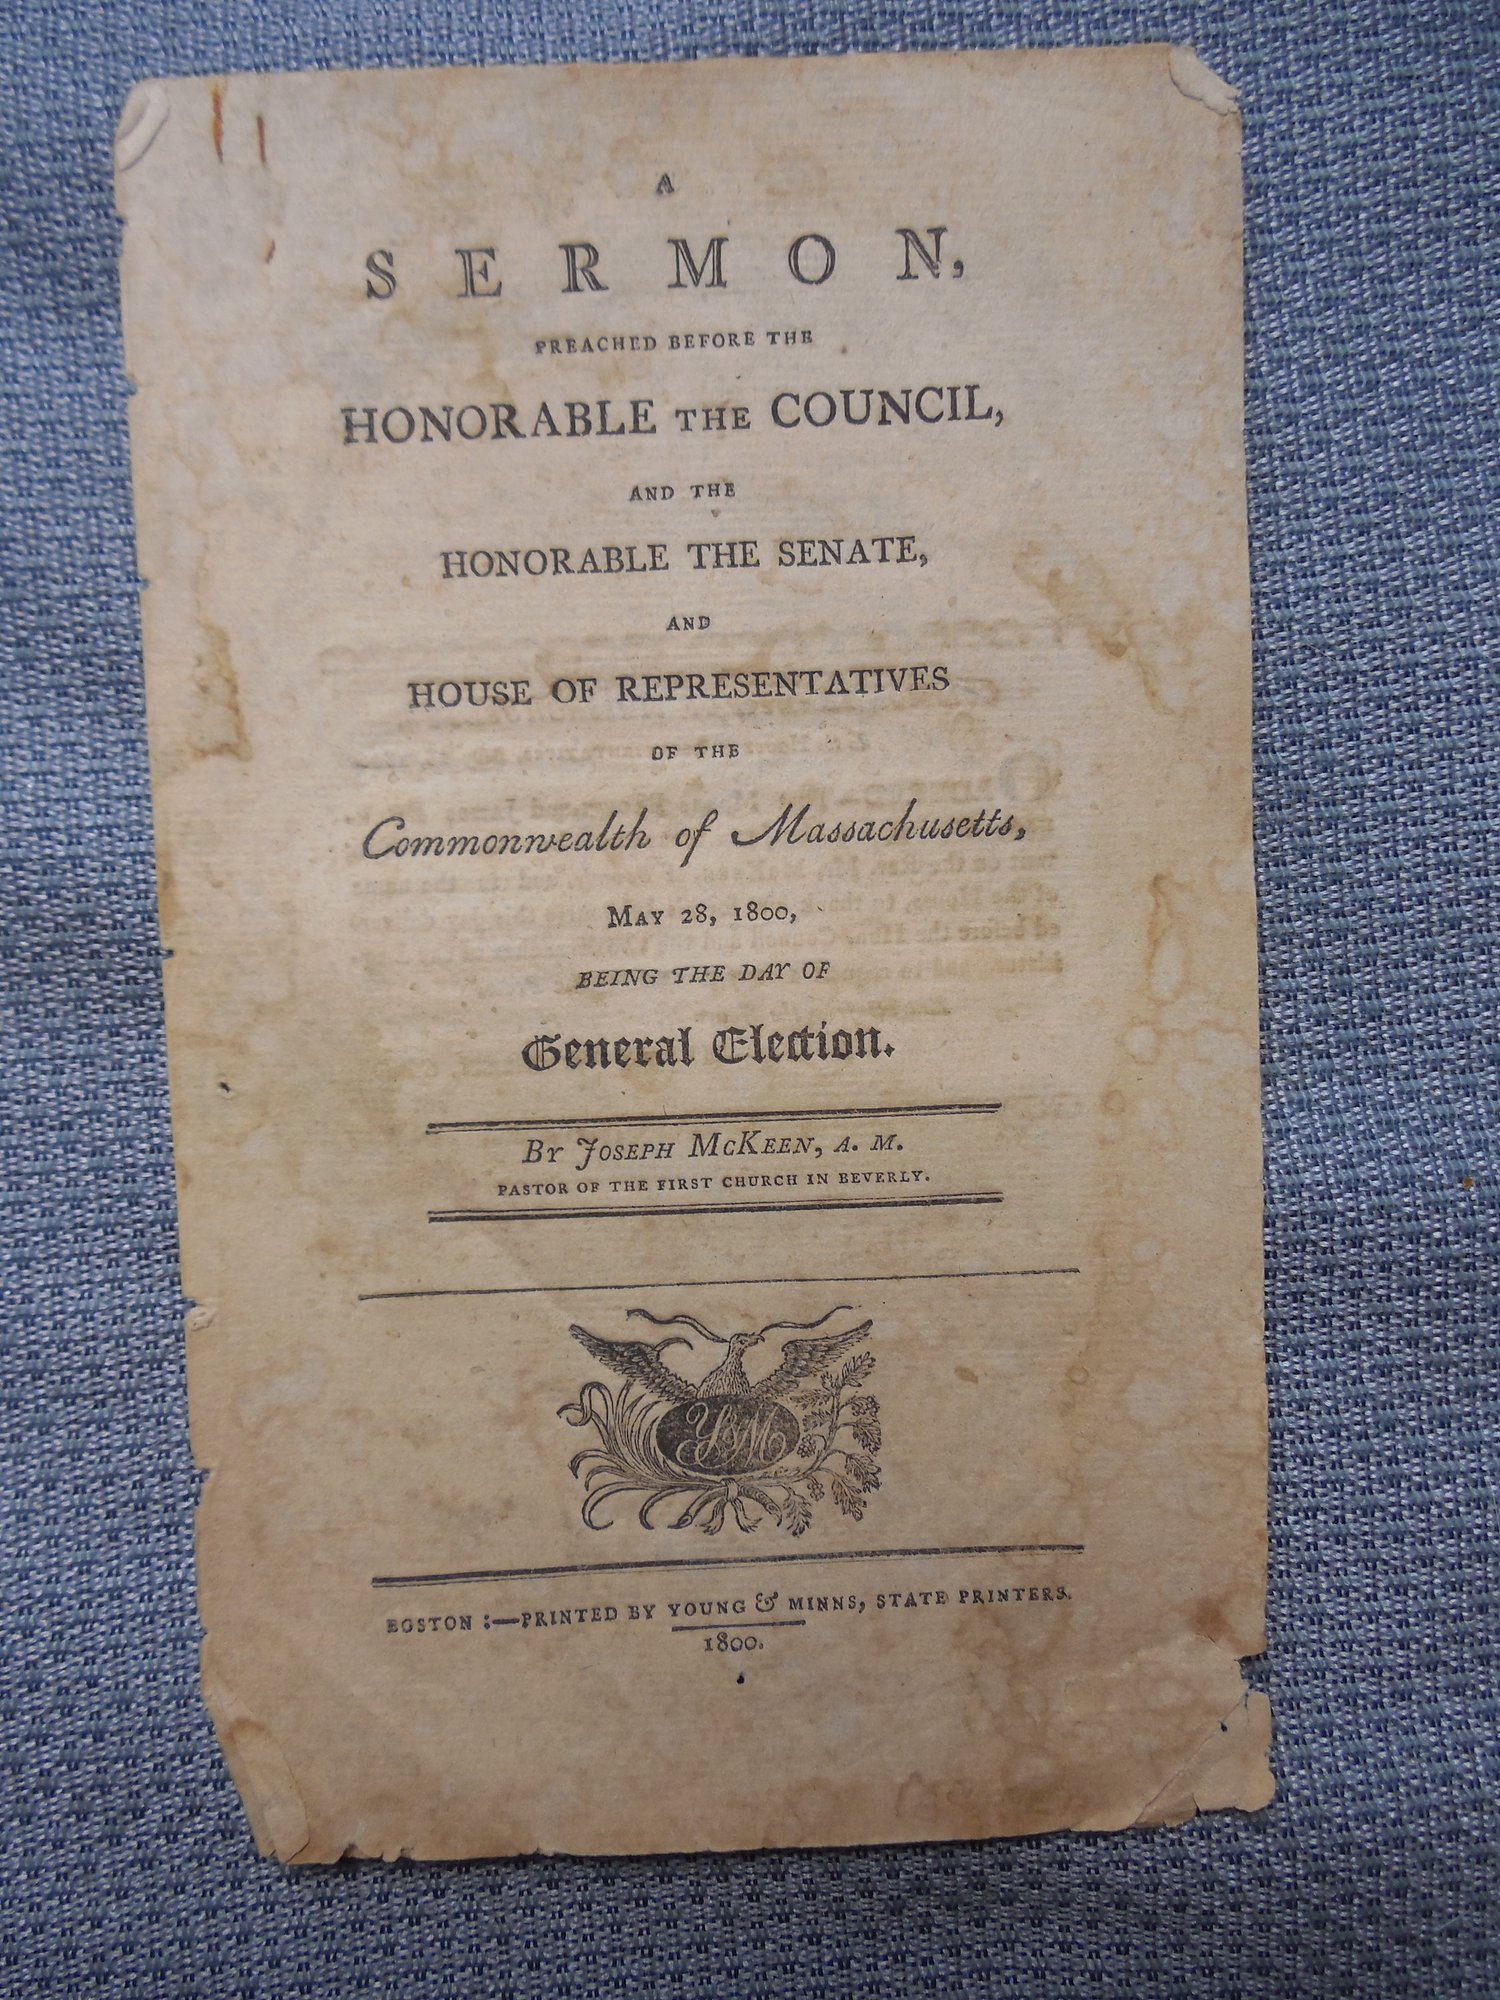 A
SERMON,
PREACHED BEFORE THE
HONORABLE THE COUNCIL,
AND THE
HONORABLE THE SENATE,
AND
HOUSE OF REPRESENTATIVES
OF THE
Commonwealth of Massachusetts,
MAY 28, 1800,
BEING THE DAY OF
General Election.
BY JOSEPH McKEEN, A. M.
PASTOR OF THE FIRST CHURCH IN BEVERLY.
Y&M
BOSTON:—PRINTED BY YOUNG & MINNS, STATE PRINTERS.
1800.